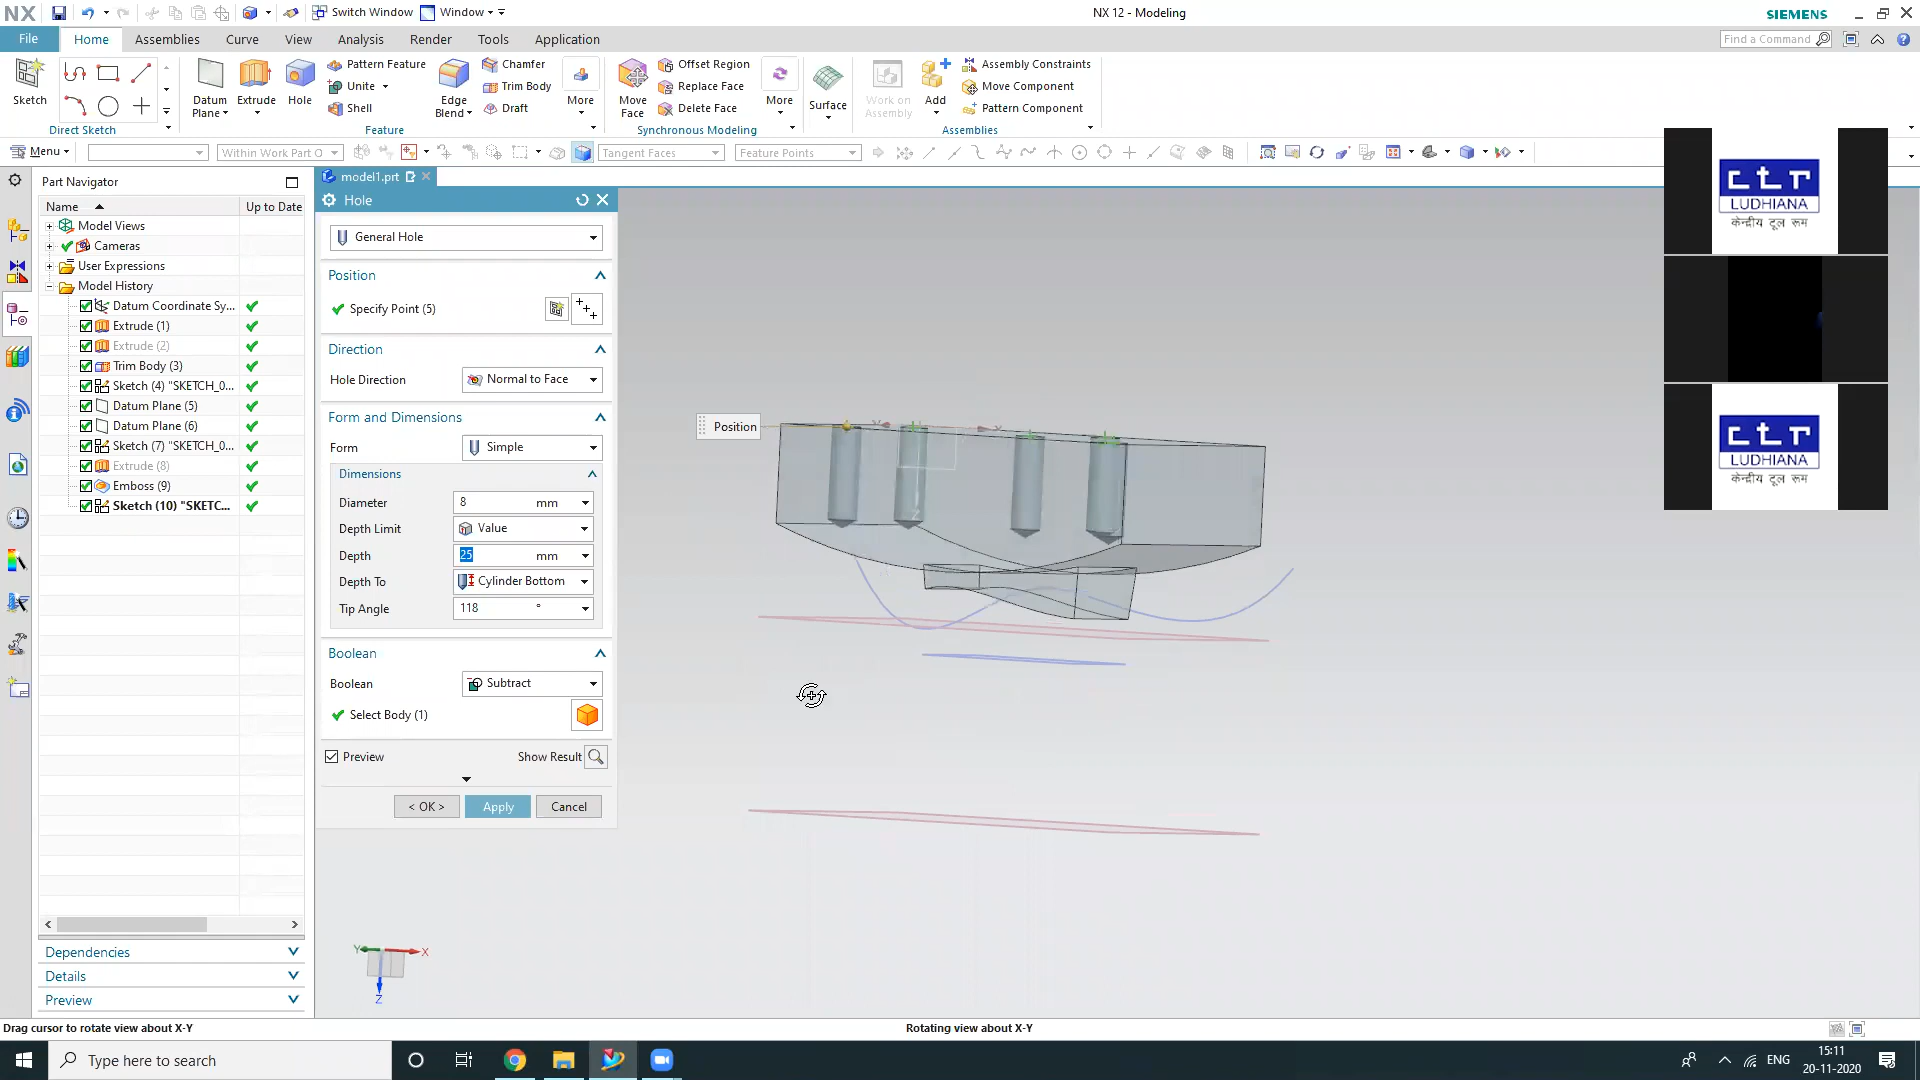 NX
Switch Window
Window
NX 12 - Modeling
SIEMENS
File
Home
Assemblies
Curve
View
Analysis
Render
Tools
Application
Find a Command
Sketch
Direct Sketch
Datum Plane
Extrude
Hole
Pattern Feature
Unite
Shell
Edge Blend
Chamfer
Trim Body
Draft
More
Feature
Move Face
Offset Region
Replace Face
Delete Face
More
Synchronous Modeling
Surface
Work on Assembly
Add
Assembly Constraints
Move Component
Pattern Component
Assemblies
Menu
Within Work Part O
Tangent Faces
Feature Points
Part Navigator
Name
Up to Date
Model Views
Cameras
User Expressions
Model History
Datum Coordinate Sy...
Extrude (1)
Extrude (2)
Trim Body (3)
Sketch (4) "SKETCH_0...
Datum Plane (5)
Datum Plane (6)
Sketch (7) "SKETCH_0...
Extrude (8)
Emboss (9)
Sketch (10) "SKETC...
Dependencies
Details
Preview
model1.prt
Hole
General Hole
Position
Specify Point (5)
Direction
Hole Direction
Normal to Face
Form and Dimensions
Form
Simple
Dimensions
Diameter
8 mm
Depth Limit
Value
Depth
25 mm
Depth To
Cylinder Bottom
Tip Angle
118 °
Boolean
Boolean
Subtract
Select Body (1)
Preview
Show Result
< OK >
Apply
Cancel
Position
Y
X
Z
ctr
LUDHIANA
केन्दीय टूल रूम
ctr
LUDHIANA
केन्दीय टूल रूम
Drag cursor to rotate view about X-Y
Rotating view about X-Y
Type here to search
ENG
15:11
20-11-2020